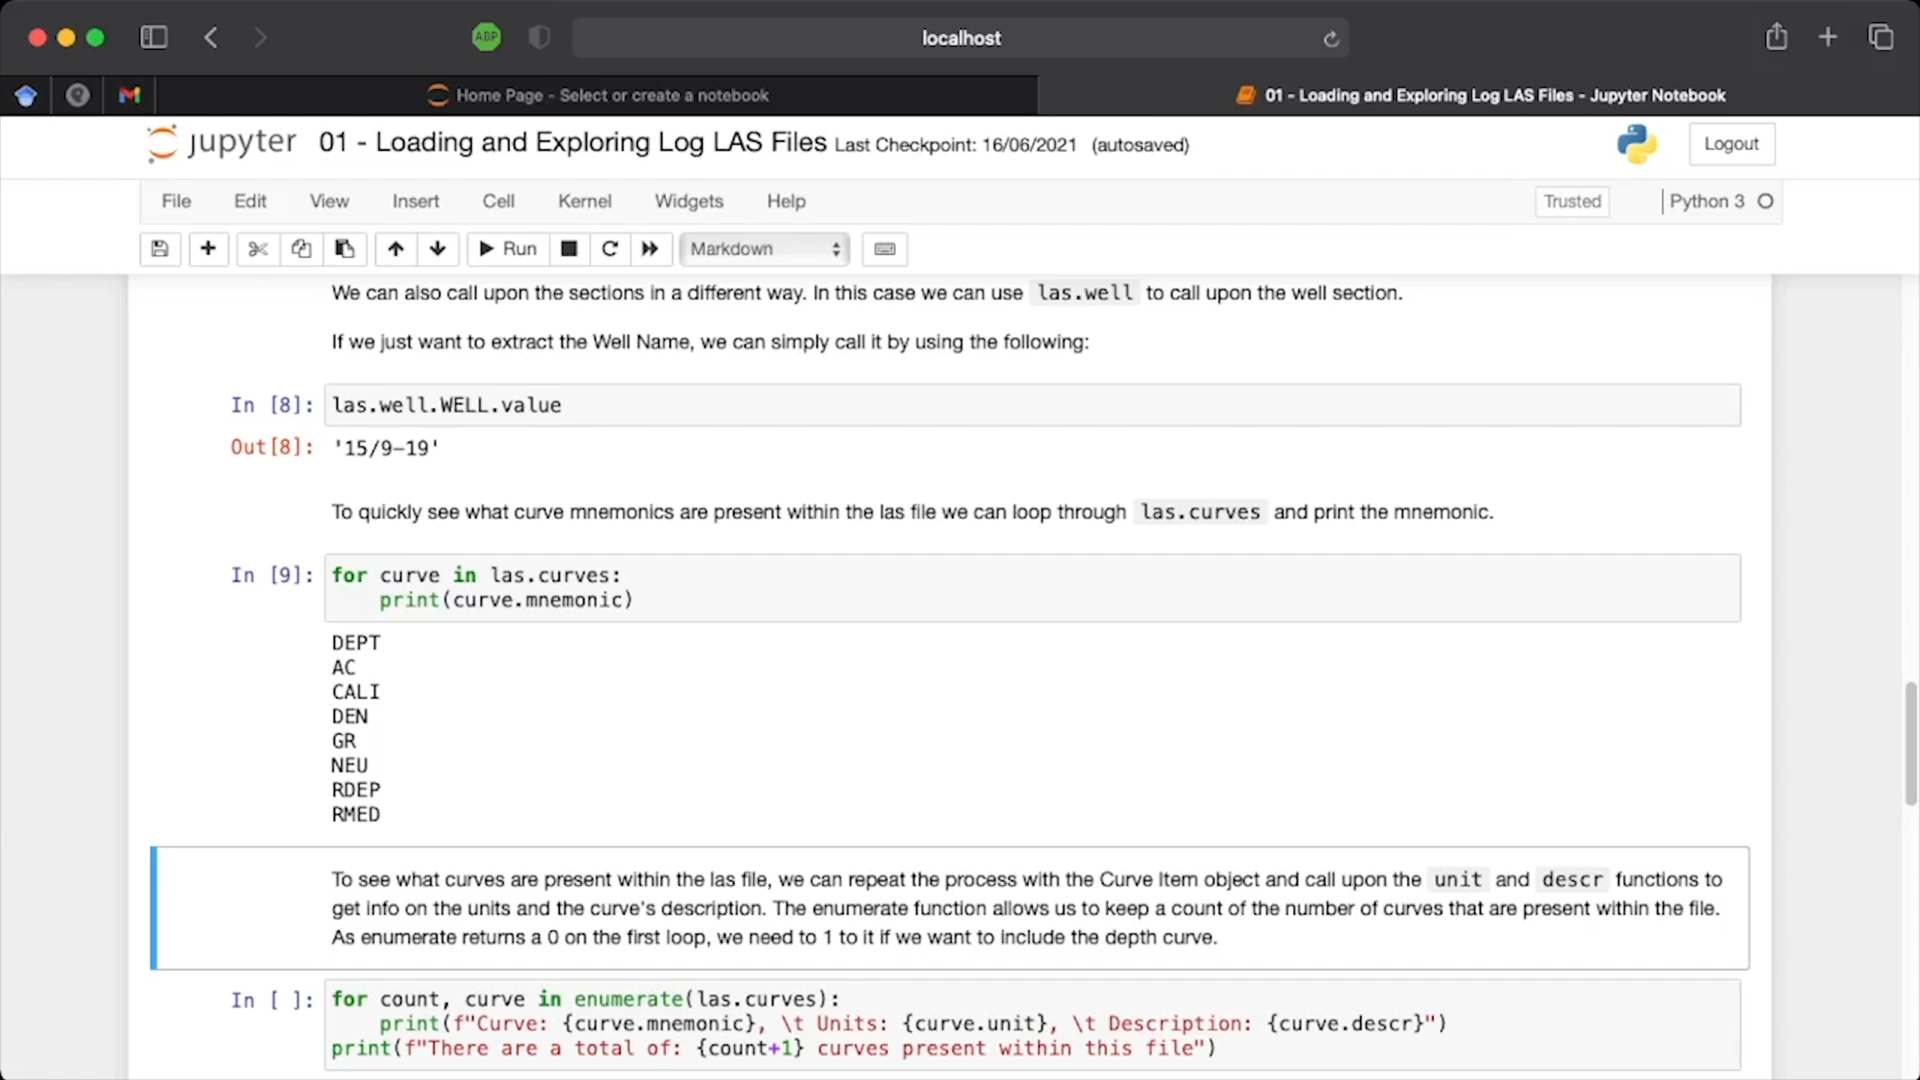 ABP
localhost
Home Page - Select or create a notebook
01 - Loading and Exploring Log LAS Files - Jupyter Notebook
jupyter 01 - Loading and Exploring Log LAS Files Last Checkpoint: 16/06/2021 (autosaved)
Logout
File Edit View Insert Cell Kernel Widgets Help
Trusted
Python 3
Run
Markdown
We can also call upon the sections in a different way. In this case we can use las.well to call upon the well section.
If we just want to extract the Well Name, we can simply call it by using the following:
In [8]: las.well.WELL.value
Out[8]: '15/9-19'
To quickly see what curve mnemonics are present within the las file we can loop through las.curves and print the mnemonic.
In [9]: for curve in las.curves:
print(curve.mnemonic)
DEPT
AC
CALI
DEN
GR
NEU
RDEP
RMED
To see what curves are present within the las file, we can repeat the process with the Curve Item object and call upon the unit and descr functions to
get info on the units and the curve's description. The enumerate function allows us to keep a count of the number of curves that are present within the file.
As enumerate returns a 0 on the first loop, we need to 1 to it if we want to include the depth curve.
In [ ]: for count, curve in enumerate(las.curves):
print(f"Curve: {curve.mnemonic}, \t Units: {curve.unit}, \t Description: {curve.descr}")
print(f"There are a total of: {count+1} curves present within this file")